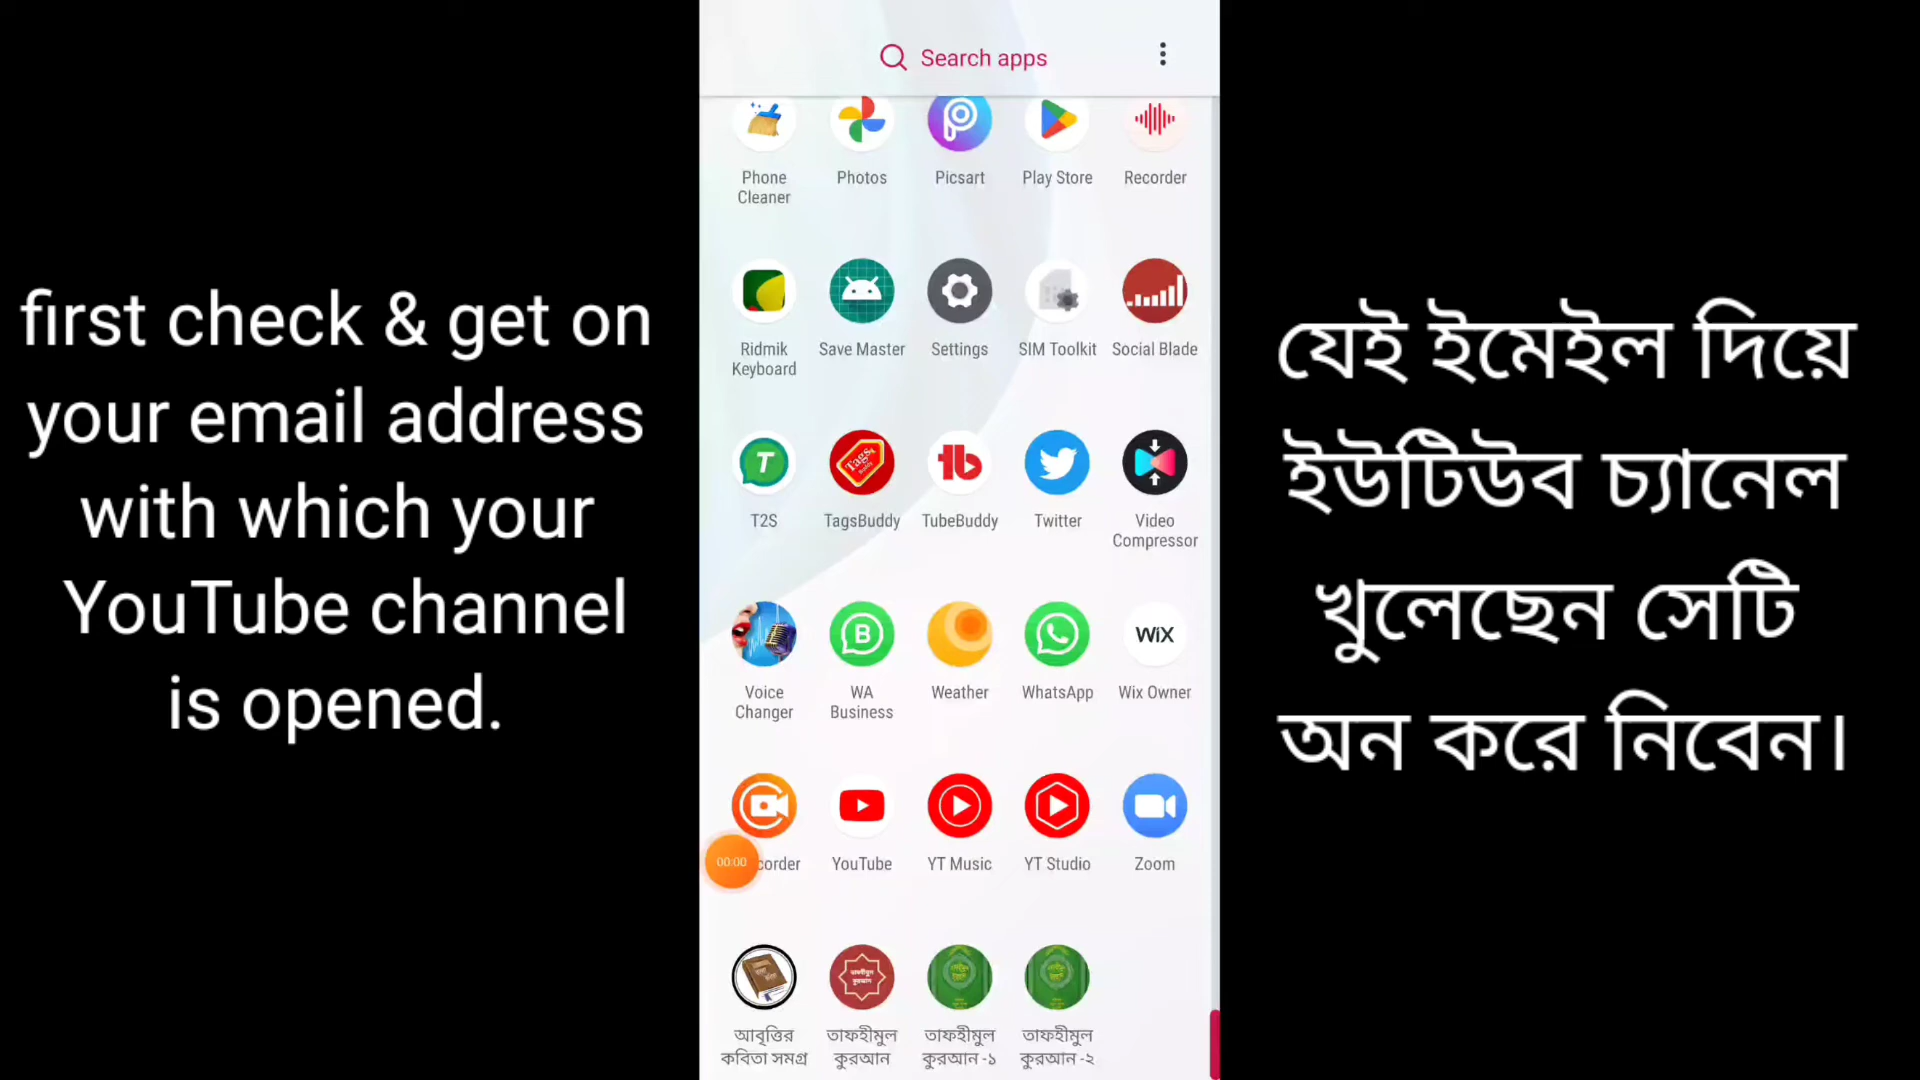 first check & get on
your email address
with which your
YouTube channel
is opened.
Search apps
Phone Cleaner
Photos
Picsart
Play Store
Recorder
Ridmik Keyboard
Save Master
Settings
SIM Toolkit
Social Blade
T
T2S
Tags
TagsBuddy
TubeBuddy
Twitter
Video Compressor
Voice Changer
B
WA Business
Weather
WhatsApp
WiX
Wix Owner
00:00
corder
YouTube
YT Music
YT Studio
Zoom
আবৃত্তির কবিতা সমগ্র
তাফহীমুল কুরআন
তাফহীমুল কুরআন -১
তাফহীমুল কুরআন -২
যেই ইমেইল দিয়ে
ইউটিউব চ্যানেল
খুলেছেন সেটি
অন করে নিবেন।